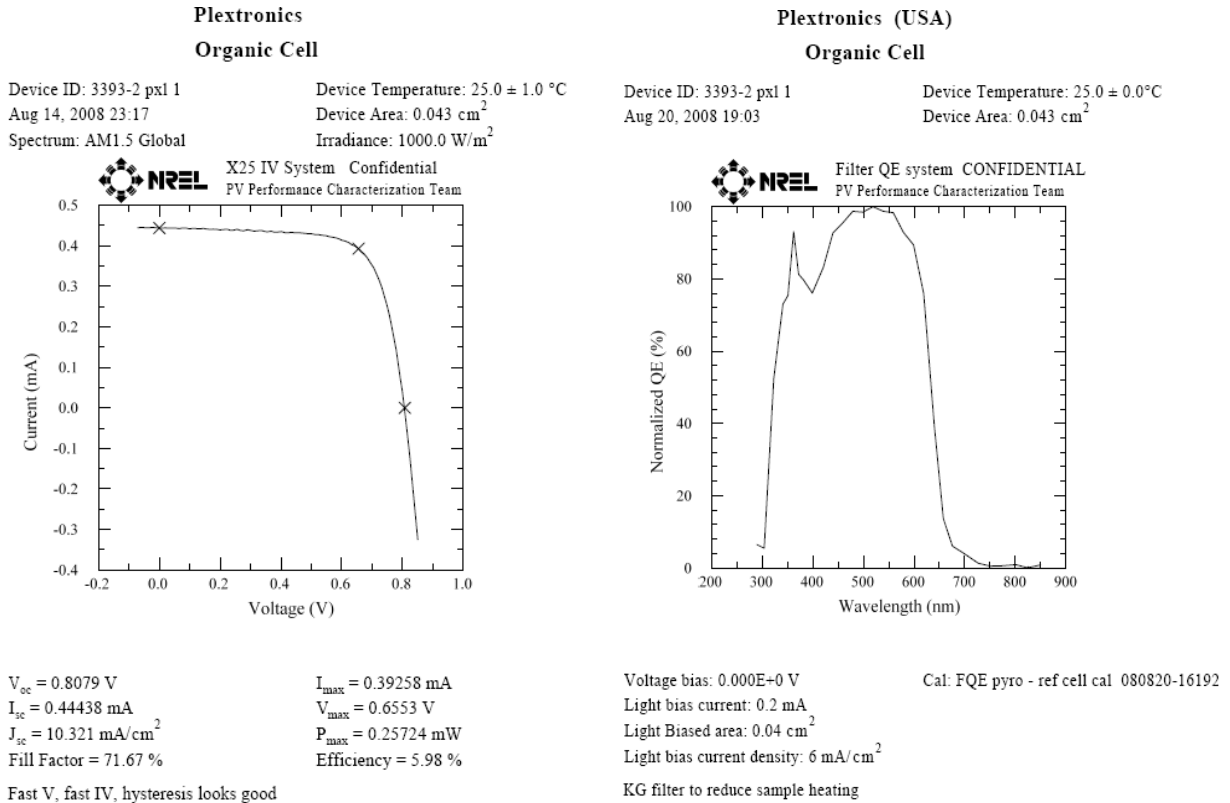 Plextronics
Organic Cell
Device ID: 3393-2 pxl 1
Aug 14, 2008 23:17
Spectrum: AM1.5 Global
Device Temperature: 25.0 ± 1.0 °C
Device Area: 0.043 cm²
Irradiance: 1000.0 W/m²
NREL
X25 IV System Confidential
PV Performance Characterization Team
0.5
0.4
0.3
0.2
0.1
0.0
-0.1
-0.2
-0.3
-0.4
Current (mA)
-0.2 0.0 0.2 0.4 0.6 0.8 1.0
Voltage (V)
Voc = 0.8079 V
Isc = 0.44438 mA
Jsc = 10.321 mA/cm²
Fill Factor = 71.67 %
Imax = 0.39258 mA
Vmax = 0.6553 V
Pmax = 0.25724 mW
Efficiency = 5.98 %
Fast V, fast IV, hysteresis looks good
Plextronics (USA)
Organic Cell
Device ID: 3393-2 pxl 1
Aug 20, 2008 19:03
Device Temperature: 25.0 ± 0.0°C
Device Area: 0.043 cm²
NREL
Filter QE system CONFIDENTIAL
PV Performance Characterization Team
100
80
60
40
20
0
Normalized QE (%)
200 300 400 500 600 700 800 900
Wavelength (nm)
Voltage bias: 0.000E+0 V
Light bias current: 0.2 mA
Light Biased area: 0.04 cm²
Light bias current density: 6 mA/cm²
Cal: FQE pyro - ref cell cal 080820-16192
KG filter to reduce sample heating